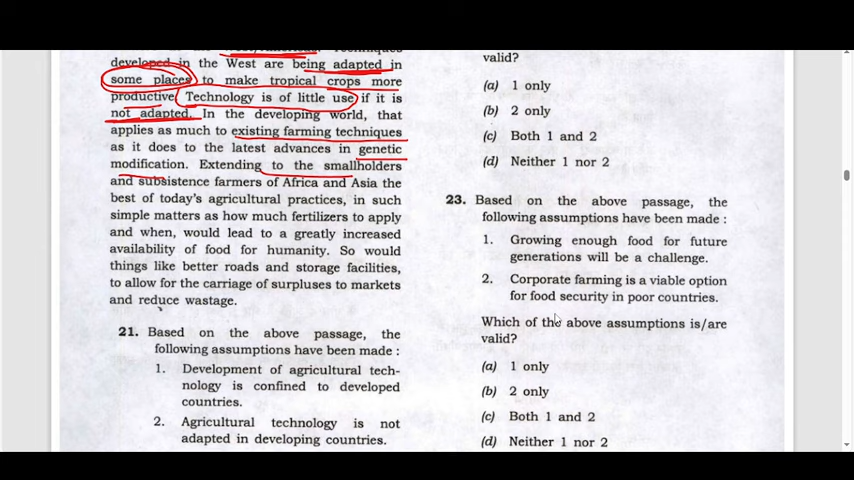 developed in the West are being adapted in
some places to make tropical crops more
productive. Technology is of little use if it is
not adapted. In the developing world, that
applies as much to existing farming techniques
as it does to the latest advances in genetic
modification. Extending to the smallholders
and subsistence farmers of Africa and Asia the
best of today's agricultural practices, in such
simple matters as how much fertilizers to apply
and when, would lead to a greatly increased
availability of food for humanity. So would
things like better roads and storage facilities,
to allow for the carriage of surpluses to markets
and reduce wastage.
21. Based on the above passage, the
following assumptions have been made :
1. Development of agricultural tech-
nology is confined to developed
countries.
2. Agricultural technology is not
adapted in developing countries.
valid?
(a) 1 only
(b) 2 only
(c) Both 1 and 2
(d) Neither 1 nor 2
23. Based on the above passage, the
following assumptions have been made :
1. Growing enough food for future
generations will be a challenge.
2. Corporate farming is a viable option
for food security in poor countries.
Which of the above assumptions is/are
valid?
(a) 1 only
(b) 2 only
(c) Both 1 and 2
(d) Neither 1 nor 2